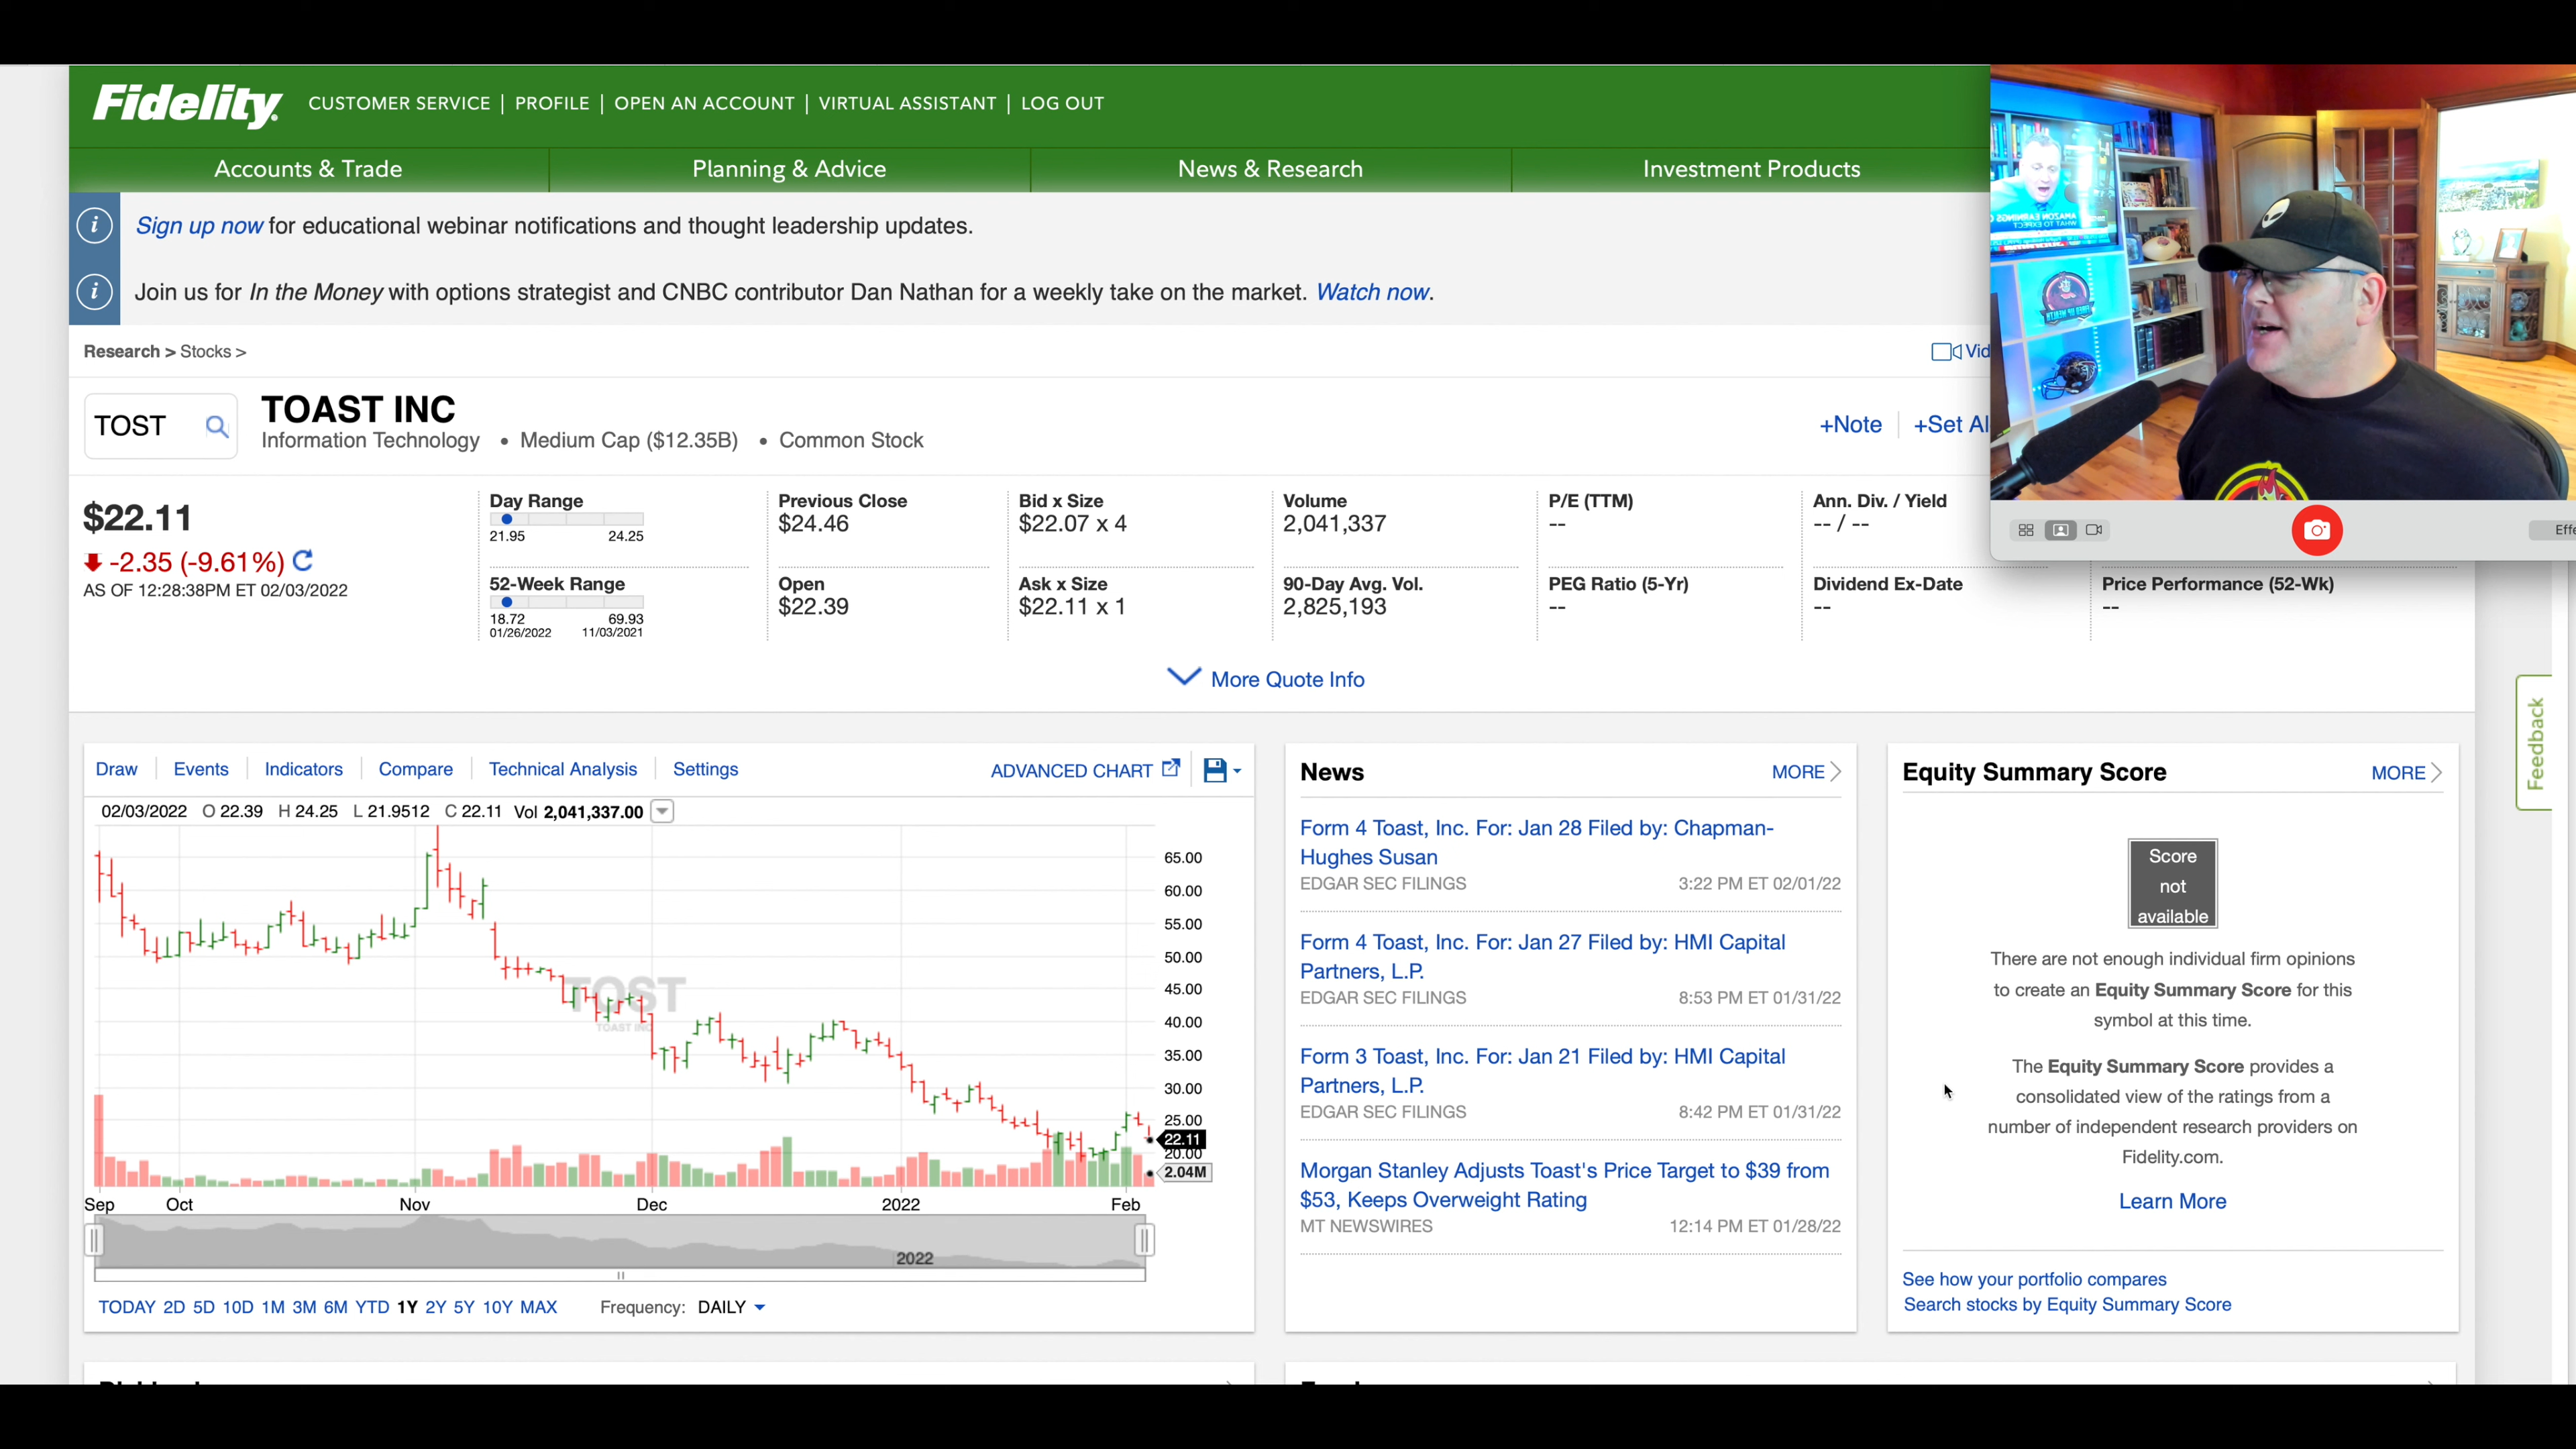 Fidelity
CUSTOMER SERVICE | PROFILE | OPEN AN ACCOUNT | VIRTUAL ASSISTANT | LOG OUT
Accounts & Trade Planning & Advice News & Research Investment Products
Sign up now for educational webinar notifications and thought leadership updates.
Join us for In the Money with options strategist and CNBC contributor Dan Nathan for a weekly take on the market. Watch now.
Research > Stocks >
Vid
TOST
TOAST INC
Information Technology • Medium Cap ($12.35B) • Common Stock
+Note +Set Al
$22.11
-2.35 (-9.61%)
AS OF 12:28:38PM ET 02/03/2022
Day Range
21.95 24.25
52-Week Range
18.72 69.93
01/26/2022 11/03/2021
Previous Close
$24.46
Open
$22.39
Bid x Size
$22.07 x 4
Ask x Size
$22.11 x 1
Volume
2,041,337
90-Day Avg. Vol.
2,825,193
P/E (TTM)
--
PEG Ratio (5-Yr)
--
Ann. Div. / Yield
-- / --
Dividend Ex-Date
--
Price Performance (52-Wk)
--
AMAZON EARNINGS
WHAT TO EXPECT
Effe
More Quote Info
Feedback
Draw Events Indicators Compare Technical Analysis Settings
ADVANCED CHART
02/03/2022 O 22.39 H 24.25 L 21.9512 C 22.11 Vol 2,041,337.00
65.00
60.00
55.00
50.00
45.00
40.00
35.00
30.00
25.00
22.11
20.00
2.04M
TOST
TOAST INC
Sep Oct Nov Dec 2022 Feb
2022
TODAY 2D 5D 10D 1M 3M 6M YTD 1Y 2Y 5Y 10Y MAX
Frequency: DAILY
News
MORE
Form 4 Toast, Inc. For: Jan 28 Filed by: Chapman-
Hughes Susan
EDGAR SEC FILINGS 3:22 PM ET 02/01/22
Form 4 Toast, Inc. For: Jan 27 Filed by: HMI Capital
Partners, L.P.
EDGAR SEC FILINGS 8:53 PM ET 01/31/22
Form 3 Toast, Inc. For: Jan 21 Filed by: HMI Capital
Partners, L.P.
EDGAR SEC FILINGS 8:42 PM ET 01/31/22
Morgan Stanley Adjusts Toast's Price Target to $39 from
$53, Keeps Overweight Rating
MT NEWSWIRES 12:14 PM ET 01/28/22
Equity Summary Score
MORE
Score
not
available
There are not enough individual firm opinions
to create an Equity Summary Score for this
symbol at this time.
The Equity Summary Score provides a
consolidated view of the ratings from a
number of independent research providers on
Fidelity.com.
Learn More
See how your portfolio compares
Search stocks by Equity Summary Score